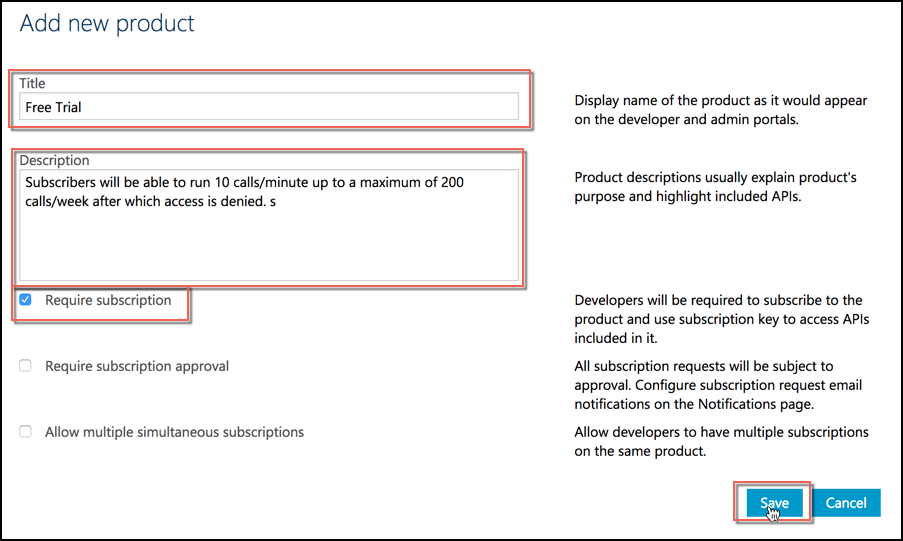 Add new product
Title
Free Trial
Display name of the product as it would appear
on the developer and admin portals.
Description
Subscribers will be able to run 10 calls/minute up to a maximum of 200
calls/week after which access is denied. s
Product descriptions usually explain product's
purpose and highlight included APIs.
Require subscription
Developers will be required to subscribe to the
product and use subscription key to access APIs
included in it.
Require subscription approval
All subscription requests will be subject to
approval. Configure subscription request email
notifications on the Notifications page.
Allow multiple simultaneous subscriptions
Allow developers to have multiple subscriptions
on the same product.
Save
Cancel